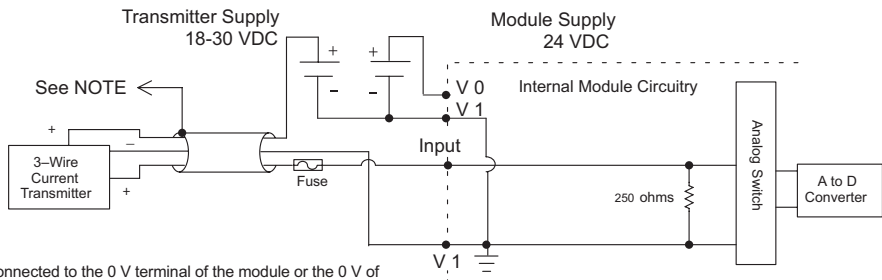 Transmitter Supply
18-30 VDC
Module Supply
24 VDC
+
–
+
–
See NOTE
V 0
V 1
Internal Module Circuitry
+
–
+
3–Wire
Current
Transmitter
Input
Fuse
250 ohms
Analog Switch
A to D
Converter
V 1
onnected to the 0 V terminal of the module or the 0 V of